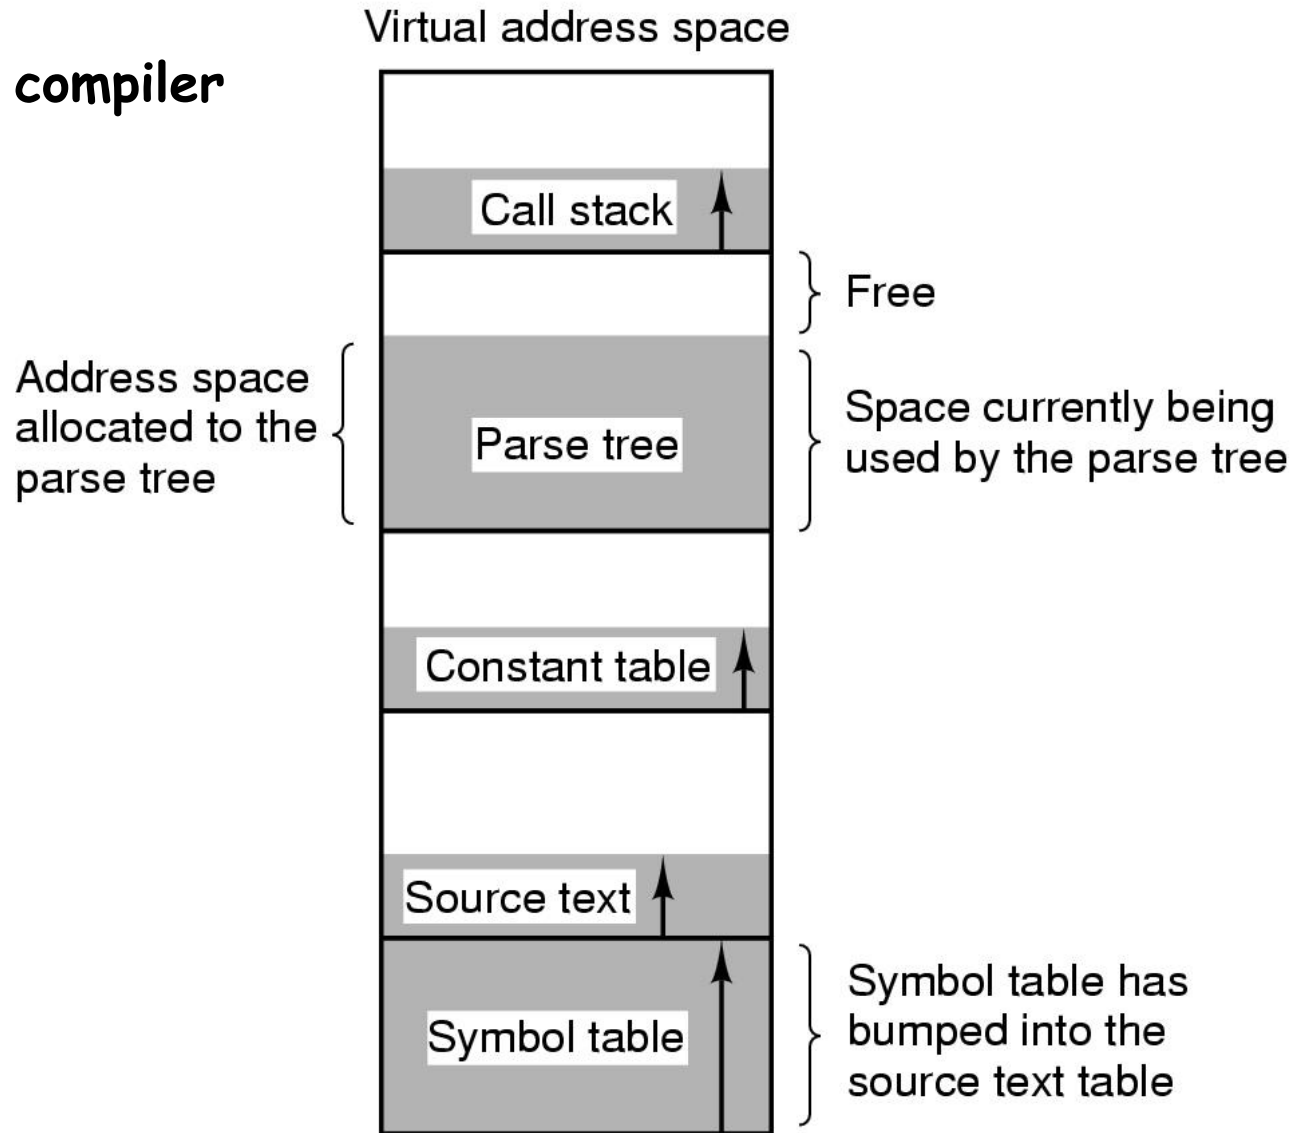 Virtual address space
compiler
Call stack
Free
Address space
allocated to the
parse tree
Parse tree
Space currently being
used by the parse tree
Constant table
Source text
Symbol table
Symbol table has
bumped into the
source text table